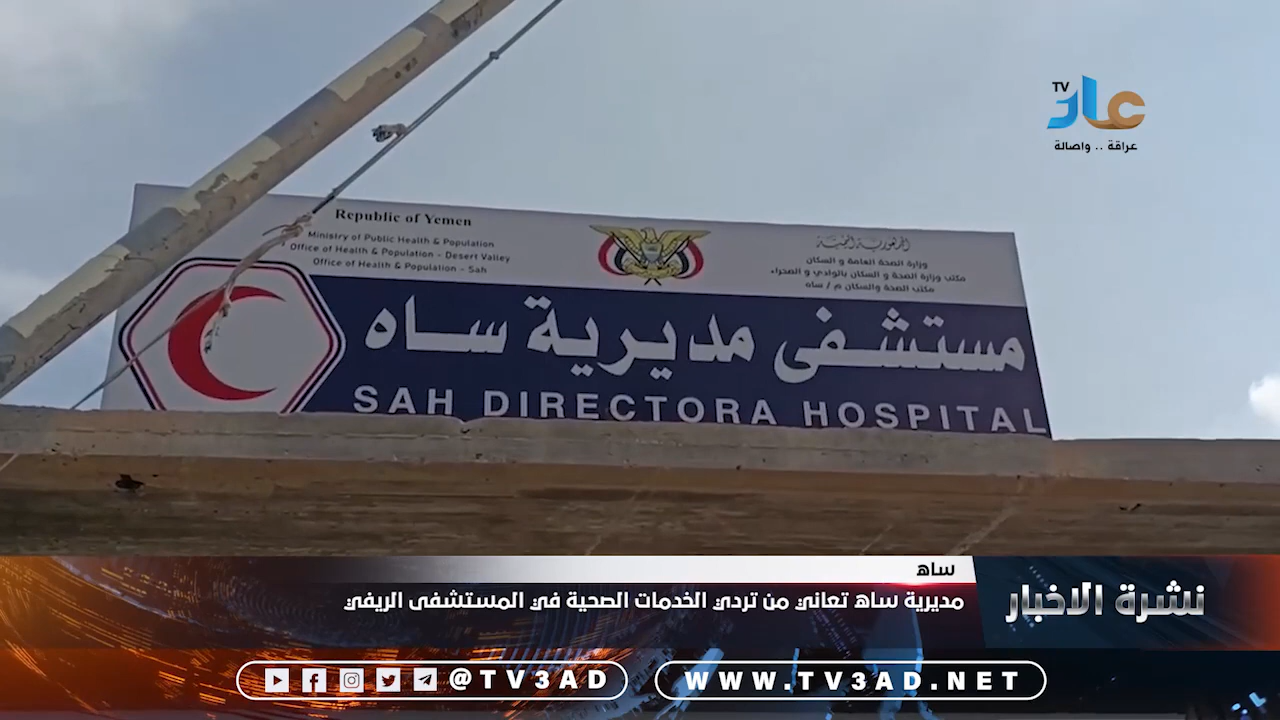 TV
عاد
عراقة .. واصالة
Republic of Yemen
Ministry of Public Health & Population
Office of Health & Population - Desert Valley
Office of Health & Population - Sah
الجمهورية اليمنية
وزارة الصحة العامة و السكان
مكتب وزارة الصحة و السكان بالوادي و الصحراء
مكتب الصحة والسكان م / ساه
مستشفى مديرية ساه
SAH DIRECTORA HOSPITAL
ساه
مديرية ساه تعاني من تردي الخدمات الصحية في المستشفى الريفي
نشرة الاخبار
@TV3AD
WWW.TV3AD.NET